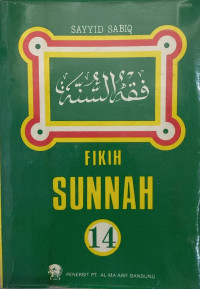 SAYYID SABIQ
فقه السنة
FIKIH
SUNNAH
14
PENERBIT PT. AL MA'ARIF BANDUNG